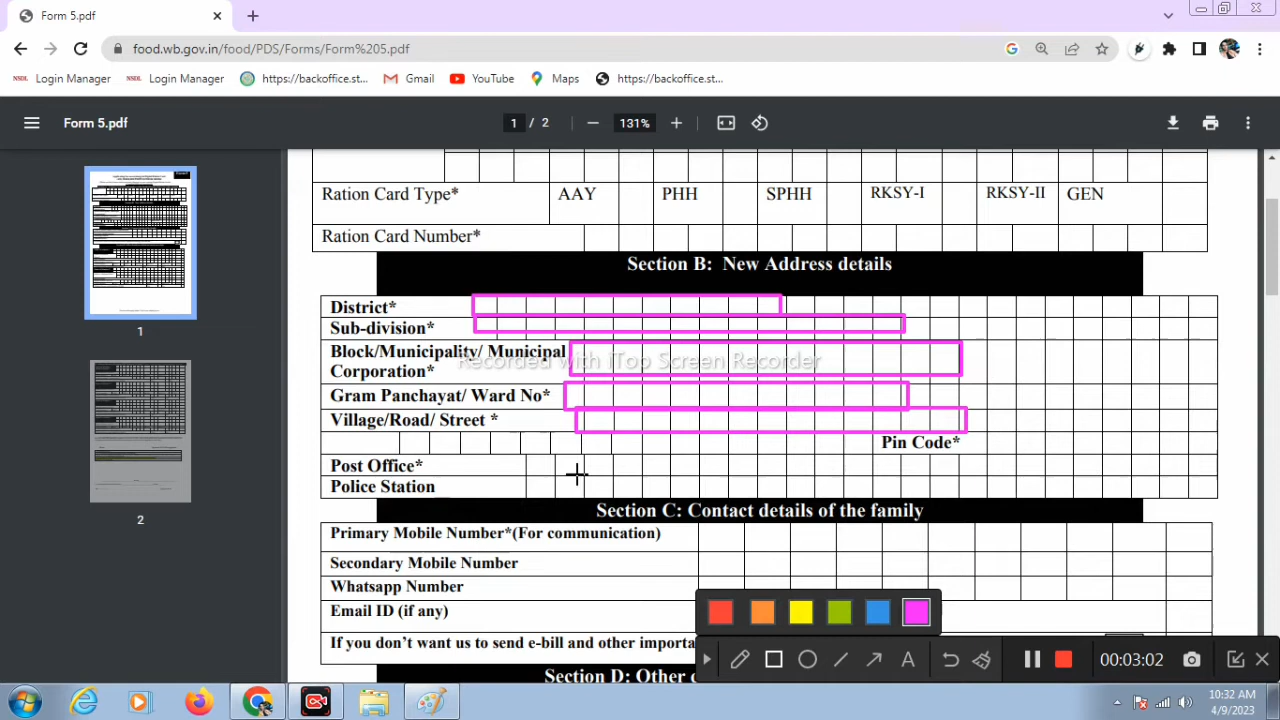 Form 5.pdf
food.wb.gov.in/food/PDS/Forms/Form%205.pdf
NSDL Login Manager NSDL Login Manager https://backoffice.st... Gmail YouTube Maps https://backoffice.st...
Form 5.pdf 1 / 2 131%
Ration Card Type* AAY PHH SPHH RKSY-I RKSY-II GEN
Ration Card Number*
Section B: New Address details
District*
Sub-division*
Block/Municipality/ Municipal
Corporation*
Recorded with iTop Screen Recorder
Gram Panchayat/ Ward No*
Village/Road/ Street *
Pin Code*
Post Office*
Police Station
Section C: Contact details of the family
Primary Mobile Number*(For communication)
Secondary Mobile Number
Whatsapp Number
Email ID (if any)
If you don't want us to send e-bill and other importa
Section D: Other
1
2
A 00:03:02
10:32 AM
4/9/2023